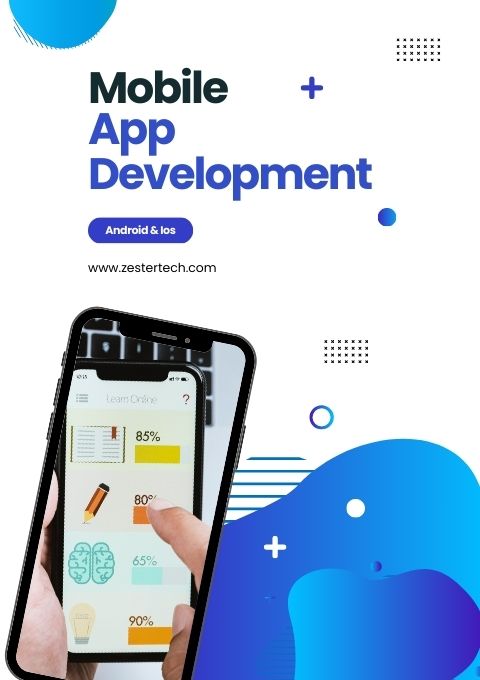 Mobile
App
Development
Android & Ios
www.zestertech.com
Learn Online
?
85%
80%
65%
90%